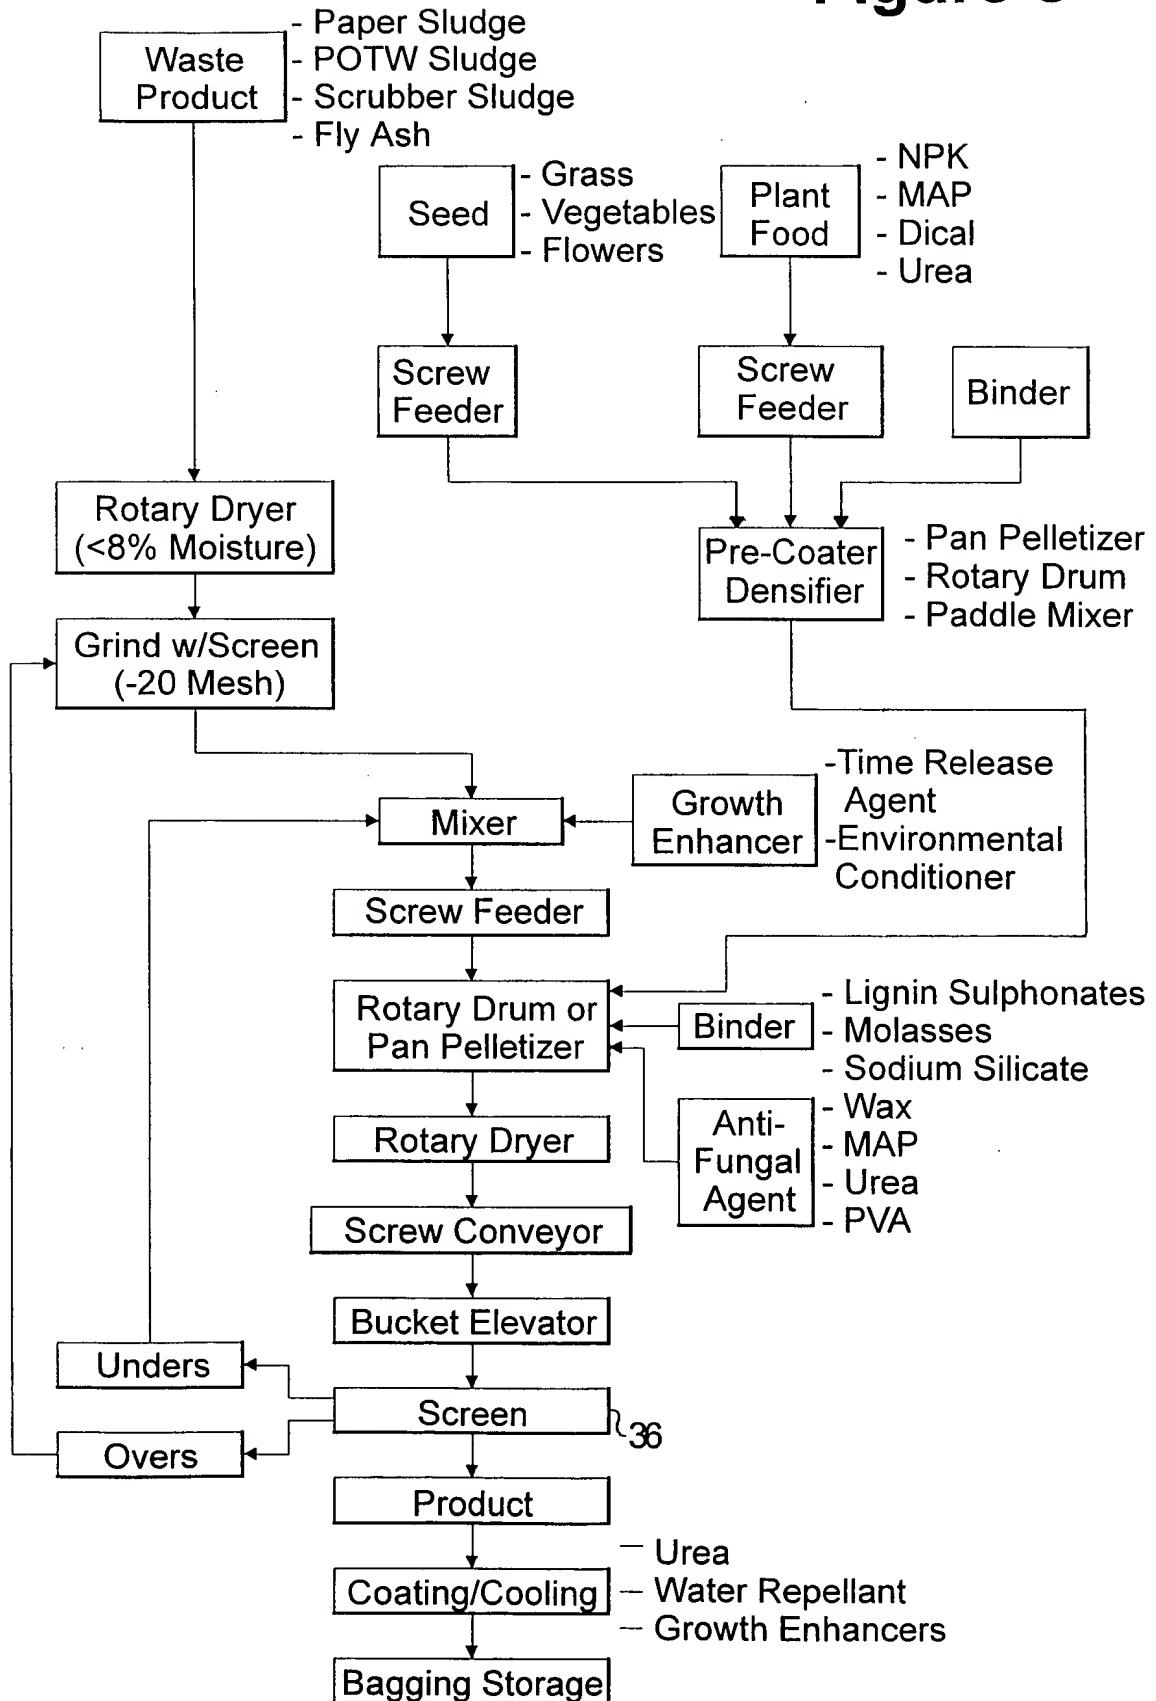 - Paper Sludge
Waste
Product
- POTW Sludge
- Scrubber Sludge
- Fly Ash
Seed
- Grass
- Vegetables
- Flowers
Plant
Food
- NPK
- MAP
- Dical
- Urea
Screw
Feeder
Screw
Feeder
Binder
Rotary Dryer
(<8% Moisture)
Pre-Coater
Densifier
- Pan Pelletizer
- Rotary Drum
- Paddle Mixer
Grind w/Screen
(-20 Mesh)
Mixer
Growth
Enhancer
-Time Release
Agent
-Environmental
Conditioner
Screw Feeder
Rotary Drum or
Pan Pelletizer
Binder
- Lignin Sulphonates
- Molasses
- Sodium Silicate
Anti-
Fungal
Agent
- Wax
- MAP
- Urea
- PVA
Rotary Dryer
Screw Conveyor
Bucket Elevator
Unders
Screen
36
Overs
Product
Coating/Cooling
— Urea
— Water Repellant
— Growth Enhancers
Bagging Storage